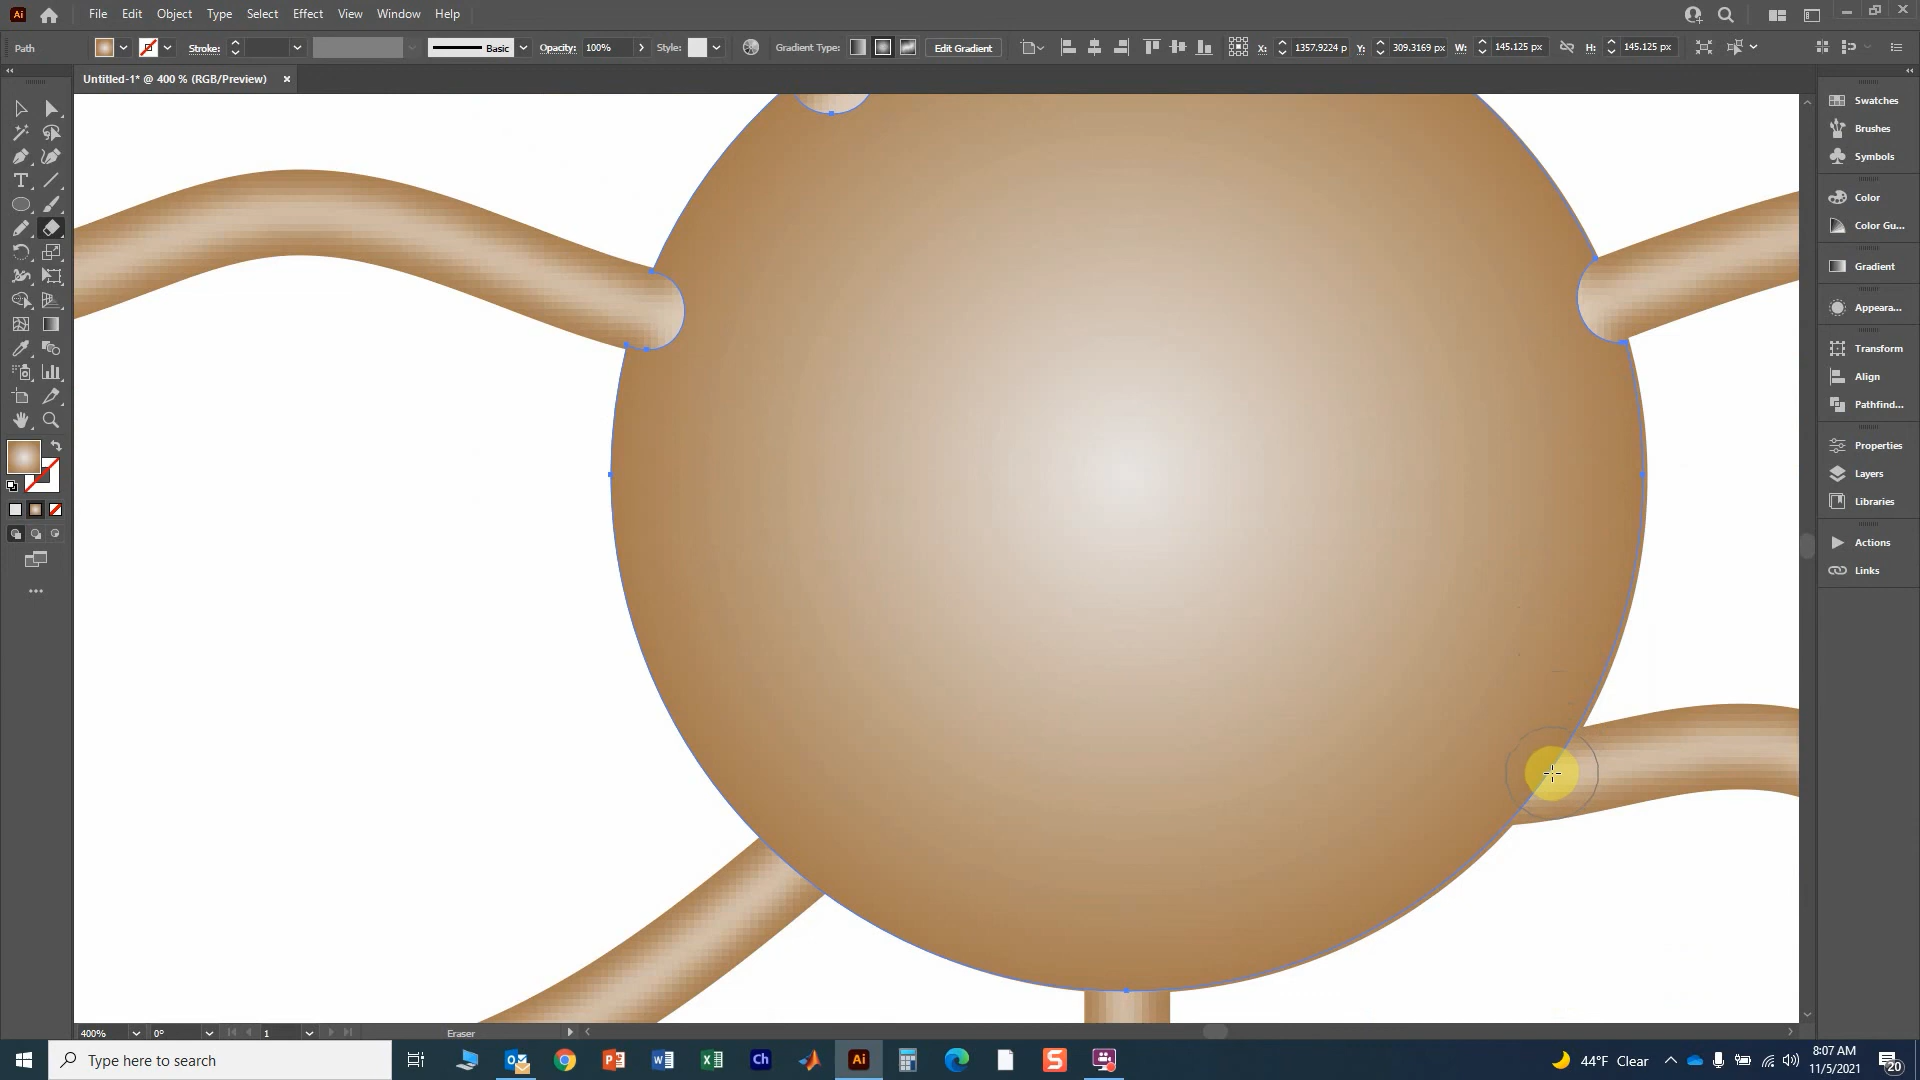 Ai File Edit Object Type Select Effect View Window Help
Path Stroke: Basic Opacity: 100% Style: Gradient Type: Edit Gradient X: 1357.9224 p Y: 309.3169 px W: 145.125 px H: 145.125 px
Untitled-1* @ 400 % (RGB/Preview) ×
Swatches
Brushes
Symbols
Color
Color Gu...
Gradient
Appeara...
Transform
Align
Pathfind...
Properties
Layers
Libraries
Actions
Links
400% 0° 1 Eraser
Type here to search
Ch
Ai
44°F Clear
8:07 AM
11/5/2021
20